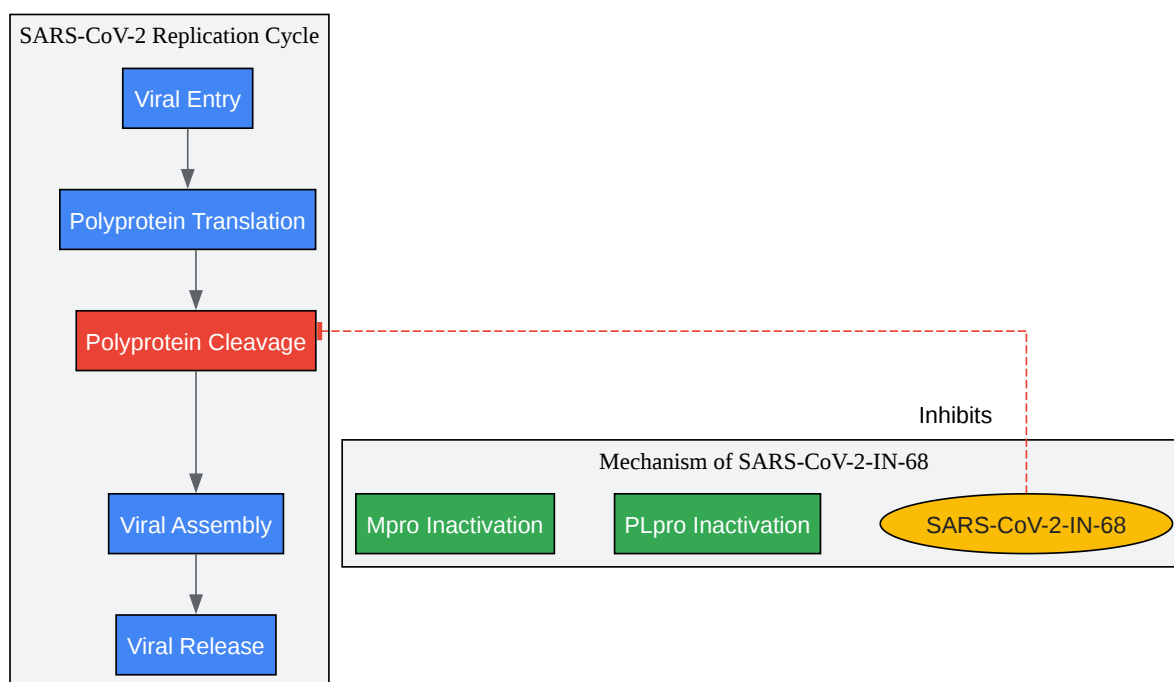 SARS-CoV-2 Replication Cycle
Viral Entry
Polyprotein Translation
Polyprotein Cleavage
Viral Assembly
Viral Release
Inhibits
Mechanism of SARS-CoV-2-IN-68
Mpro Inactivation
PLpro Inactivation
SARS-CoV-2-IN-68